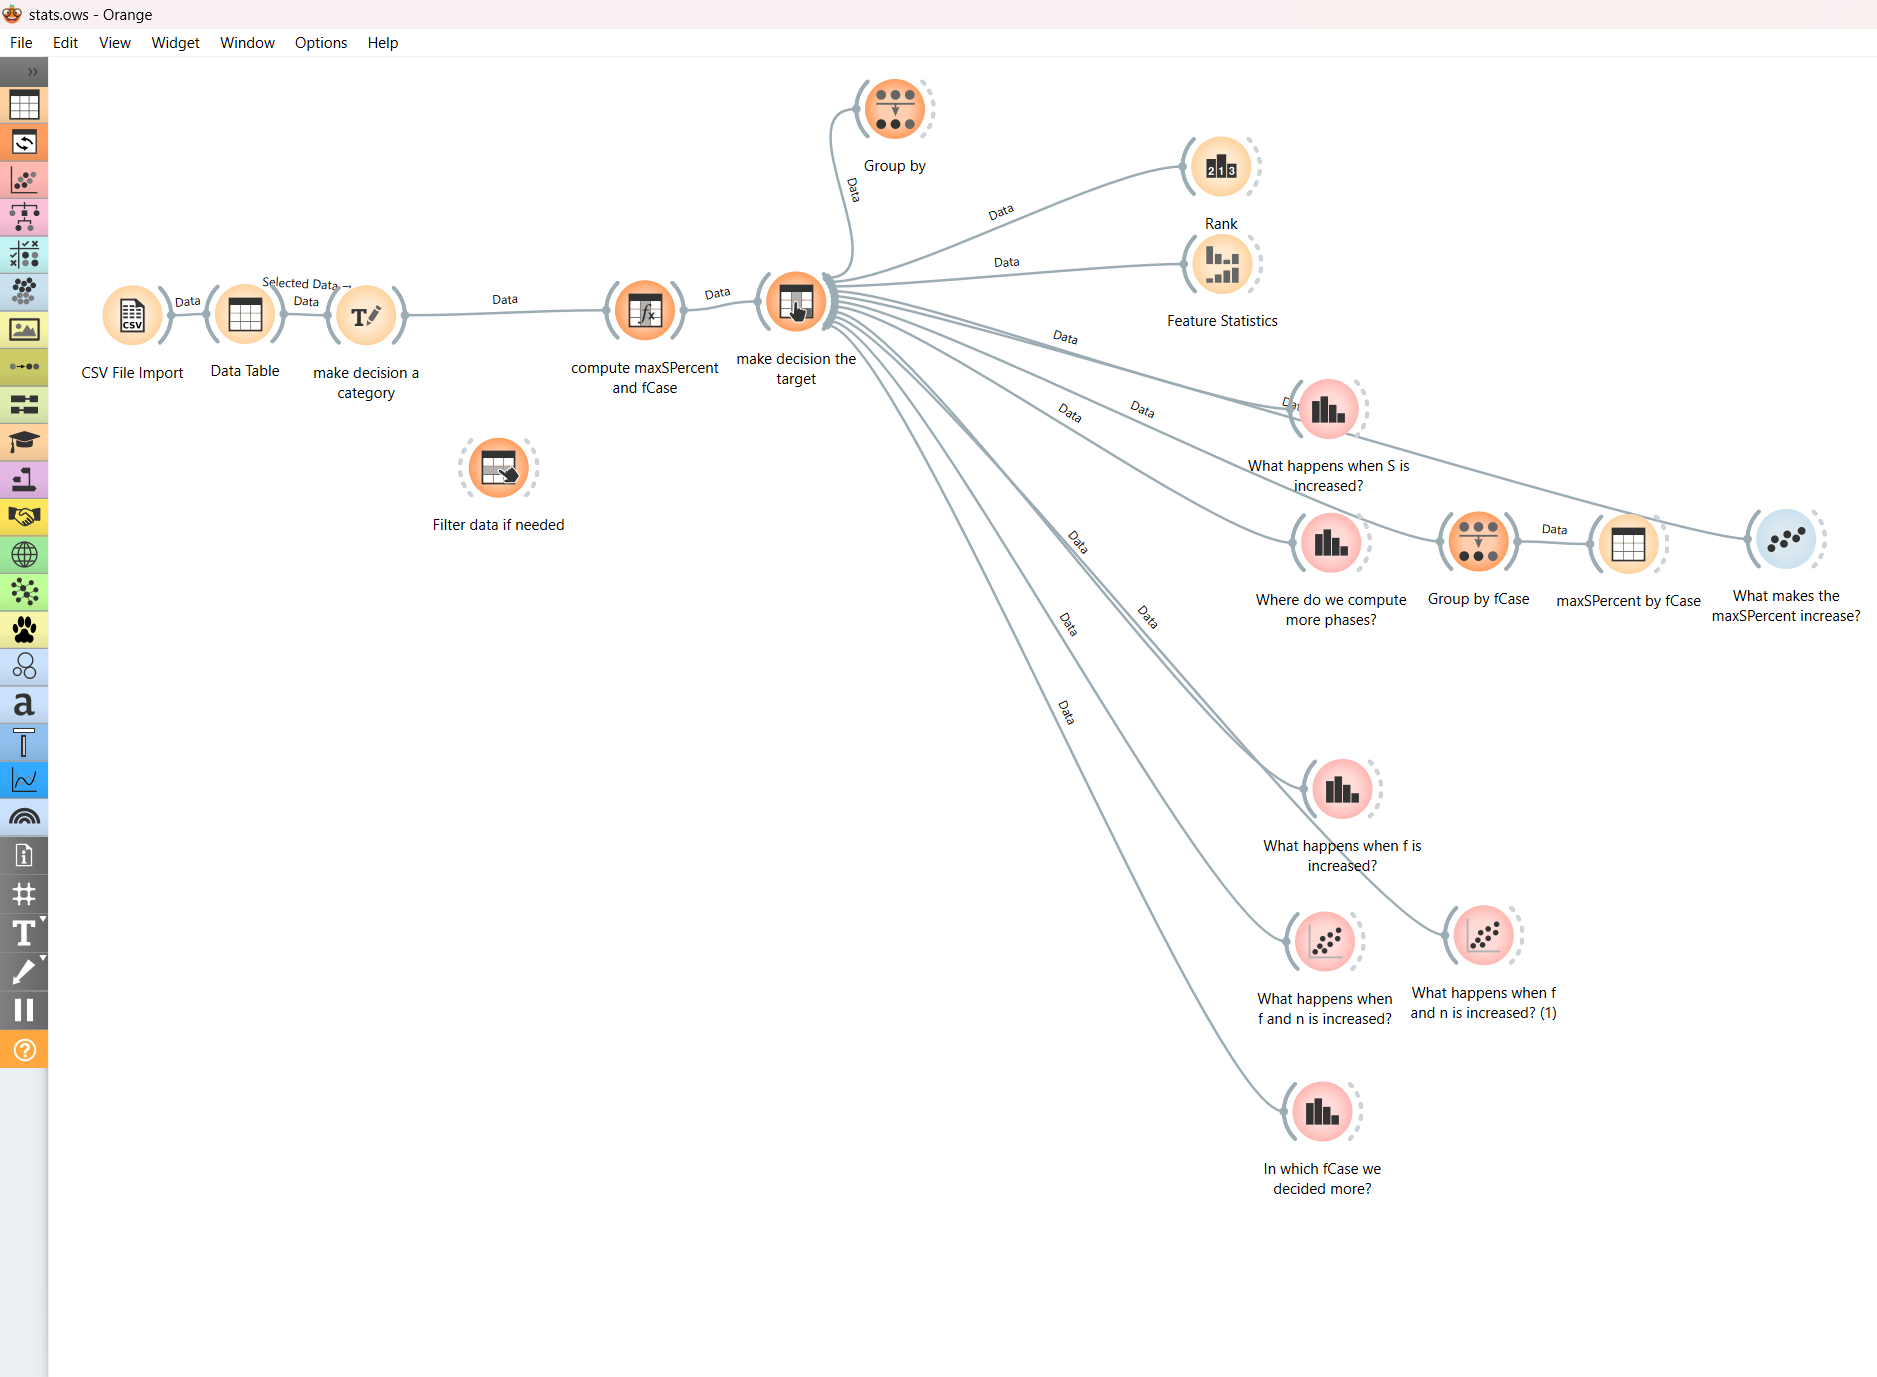 stats.ows - Orange
File Edit View Widget Window Options Help
Group by
Data
Rank
Data
Feature Statistics
Data
CSV File Import
Data
Data Table
Selected Data →
Data
make decision a
category
Data
compute maxSPercent
and fCase
Data
make decision the
target
Filter data if needed
Data
What happens when S is
increased?
Data
Where do we compute
more phases?
Data
Group by fCase
Data
maxSPercent by fCase
What makes the
maxSPercent increase?
Data
What happens when f is
increased?
Data
What happens when
f and n is increased?
Data
What happens when f
and n is increased? (1)
Data
In which fCase we
decided more?
CSV
2 1 3
fx
T
a
T